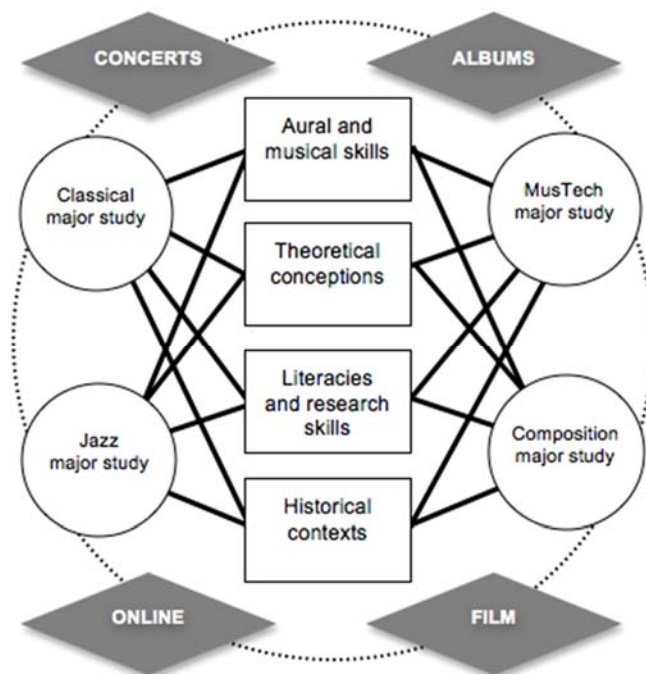 CONCERTS
ALBUMS
Aural and
musical skills
Classical
major study
MusTech
major study
Theoretical
conceptions
Literacies
and research
skills
Jazz
major study
Composition
major study
Historical
contexts
ONLINE
FILM